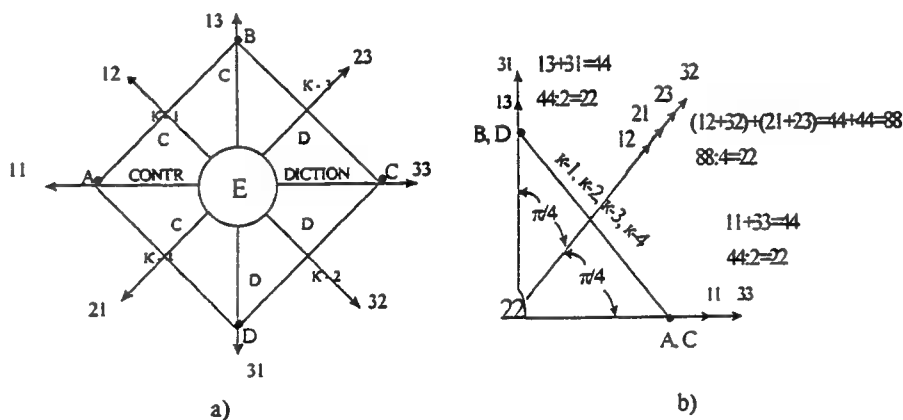 13
B
C
23
12
K-3
K-1
D
C
11
A
CONTR
E
DICTION
C
33
C
D
K-4
D
K-2
21
32
D
31
a)
31
13+31=44
32
44:2=22
23
13
21
(12+32)+(21+23)=44+44=88
12
B, D
88:4=22
κ-1, κ-2, κ-3, κ-4
π/4
11+33=44
π/4
44:2=22
22
11 33
A, C
b)